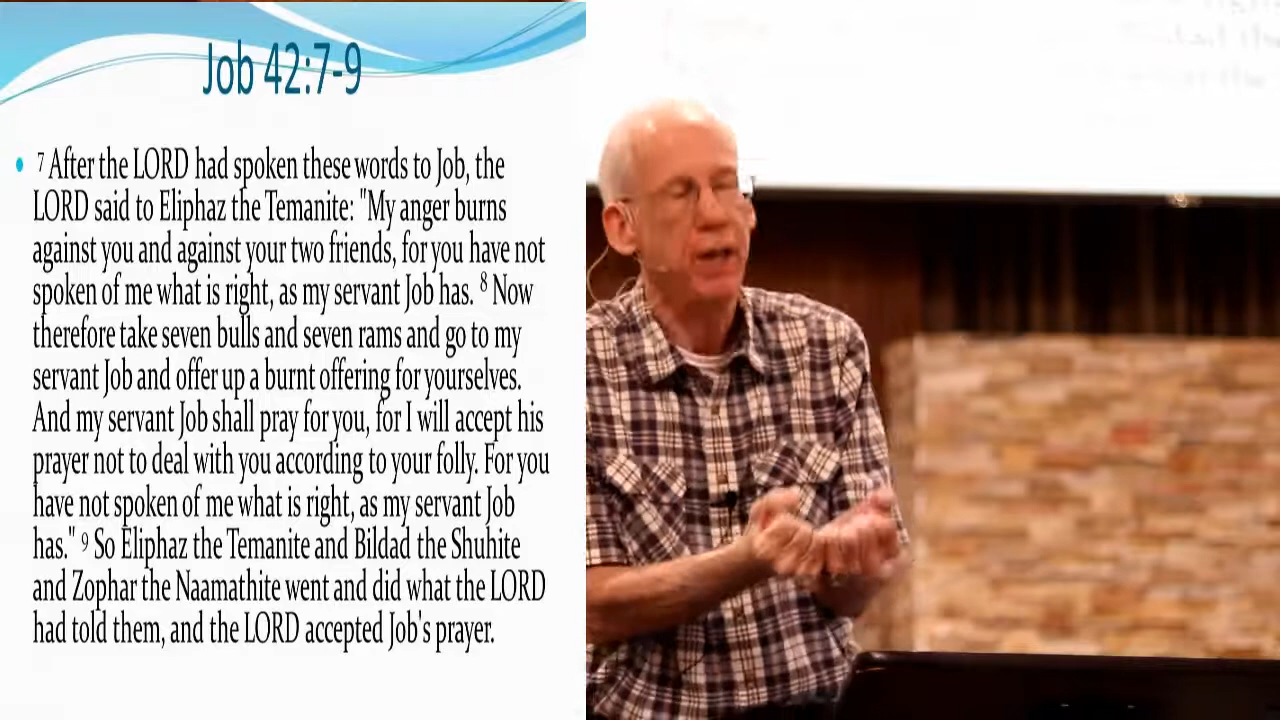 Job 42:7-9
• 7 After the LORD had spoken these words to Job, the
LORD said to Eliphaz the Temanite: "My anger burns
against you and against your two friends, for you have not
spoken of me what is right, as my servant Job has. 8 Now
therefore take seven bulls and seven rams and go to my
servant Job and offer up a burnt offering for yourselves.
And my servant Job shall pray for you, for I will accept his
prayer not to deal with you according to your folly. For you
have not spoken of me what is right, as my servant Job
has." 9 So Eliphaz the Temanite and Bildad the Shuhite
and Zophar the Naamathite went and did what the LORD
had told them, and the LORD accepted Job's prayer.